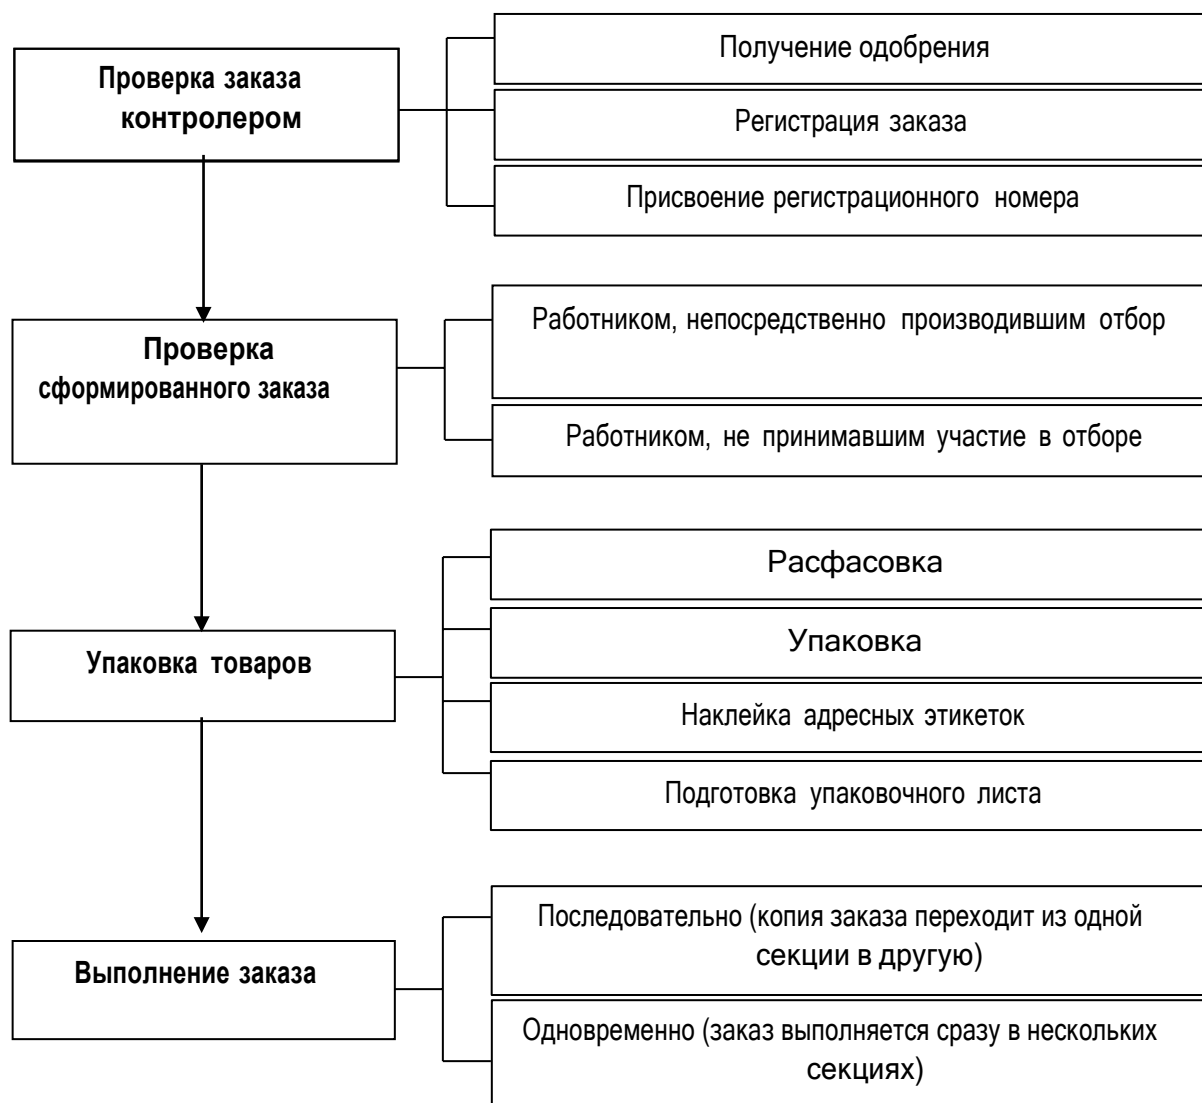 Проверка заказа
контролером
Получение одобрения
Регистрация заказа
Присвоение регистрационного номера
Проверка
сформированного заказа
Работником, непосредственно производившим отбор
Работником, не принимавшим участие в отборе
Упаковка товаров
Расфасовка
Упаковка
Наклейка адресных этикеток
Подготовка упаковочного листа
Выполнение заказа
Последовательно (копия заказа переходит из одной
секции в другую)
Одновременно (заказ выполняется сразу в нескольких
секциях)